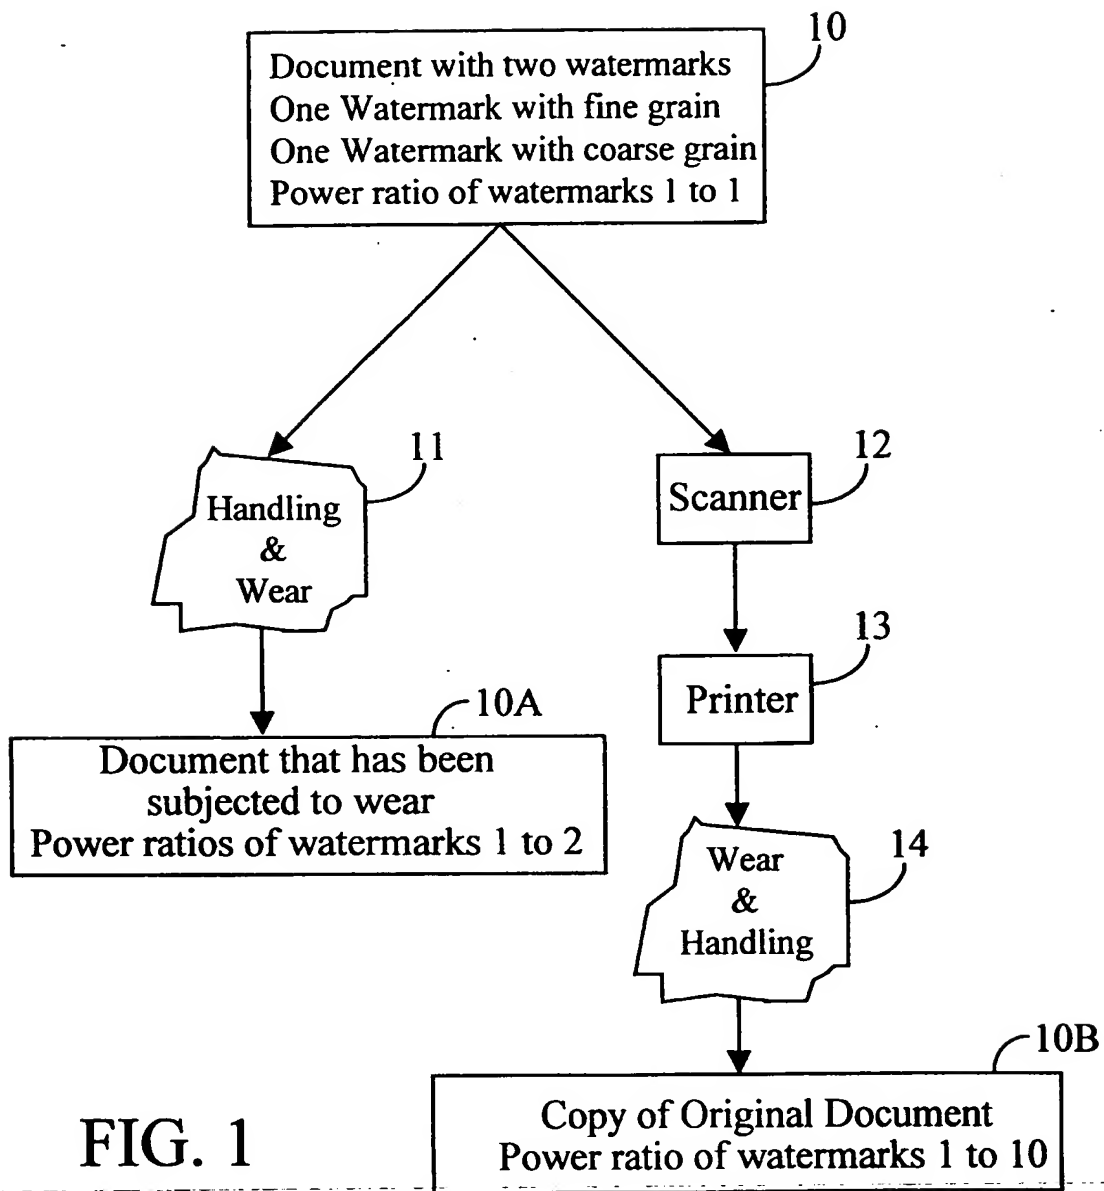 10
Document with two watermarks
One Watermark with fine grain
One Watermark with coarse grain
Power ratio of watermarks 1 to 1
11
Handling
&
Wear
12
Scanner
13
Printer
10A
Document that has been
subjected to wear
Power ratios of watermarks 1 to 2
14
Wear
&
Handling
10B
Copy of Original Document
Power ratio of watermarks 1 to 10
FIG. 1